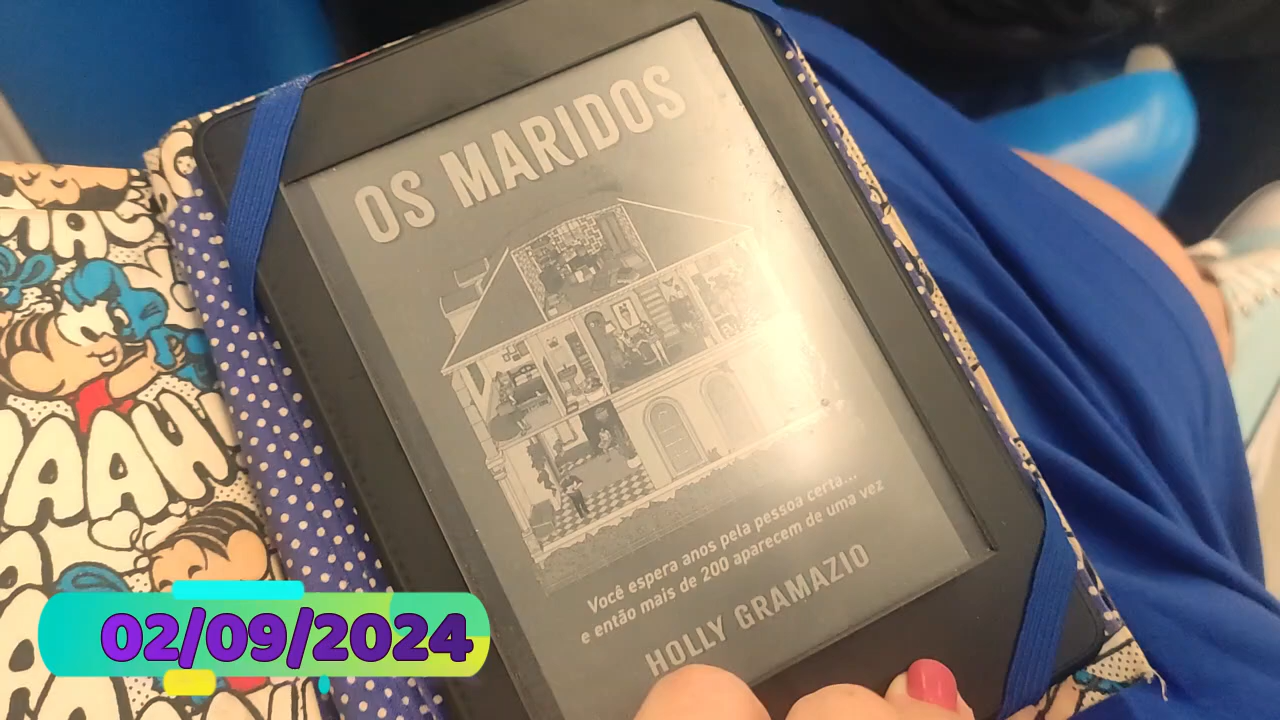 OS MARIDOS
Você espera anos pela pessoa certa...
e então mais de 200 aparecem de uma vez
HOLLY GRAMAZIO
AAAH
02/09/2024